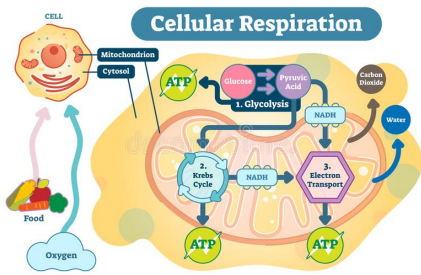 Cellular Respiration
CELL
Mitochondrion
Cytosol
ATP
Glucose
Pyruvic
Acid
1. Glycolysis
Carbon
Dioxide
NADH
Water
2.
Krebs
Cycle
NADH
3.
Electron
Transport
Food
Oxygen
ATP
ATP